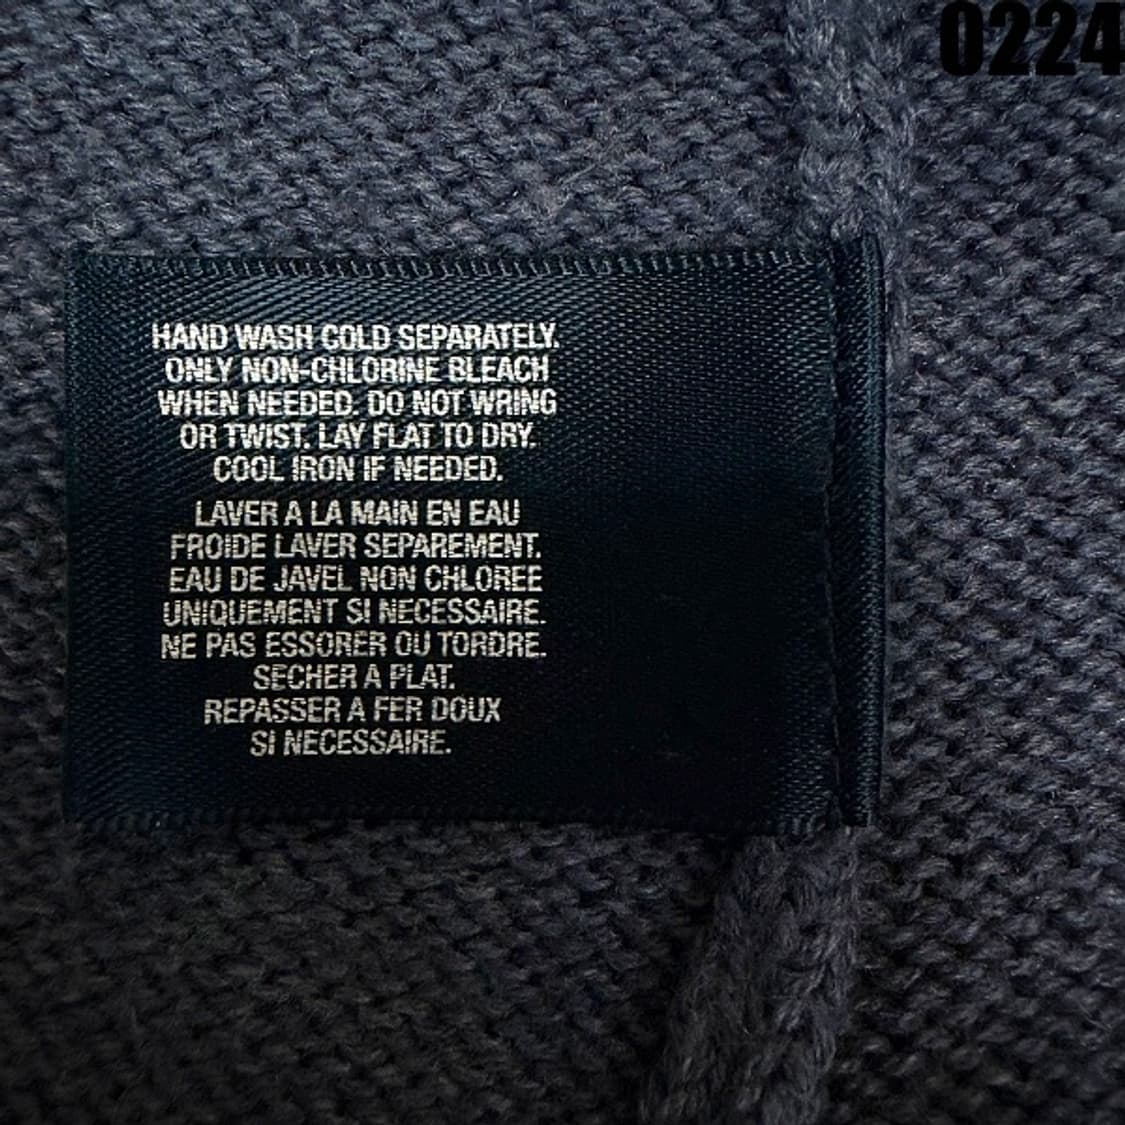 0224
HAND WASH COLD SEPARATELY.
ONLY NON-CHLORINE BLEACH
WHEN NEEDED. DO NOT WRING
OR TWIST. LAY FLAT TO DRY.
COOL IRON IF NEEDED.
LAVER A LA MAIN EN EAU
FROIDE LAVER SEPAREMENT.
EAU DE JAVEL NON CHLOREE
UNIQUEMENT SI NECESSAIRE.
NE PAS ESSORER OU TORDRE.
SECHER A PLAT.
REPASSER A FER DOUX
SI NECESSAIRE.